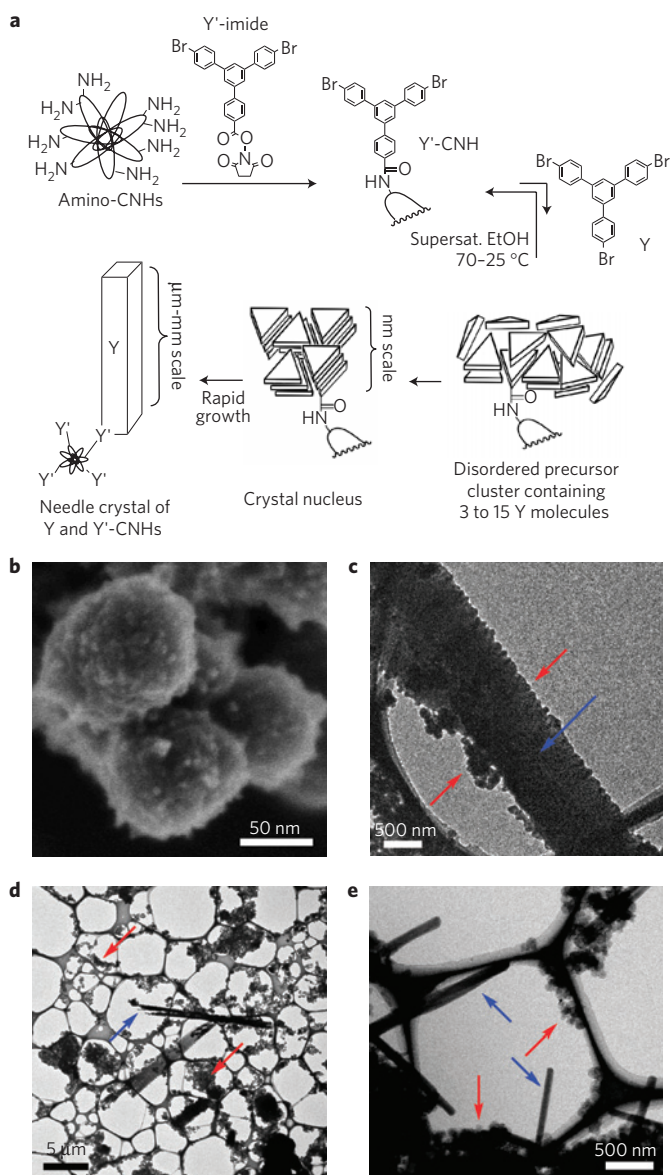 a
Y'-imide
Br
Br
NH2
NH2
NH2
NH2
NH2
H2N
H2N
H2N
H2N
Amino-CNHs
O
O
N
O
O
Br
Br
Y'-CNH
O
HN
Br
Br
Br
Y
Supersat. EtOH
70–25 °C
Y
μm-mm scale
Y'
Y'
Y'
Y'
Needle crystal of
Y and Y'-CNHs
Rapid
growth
nm scale
O
HN
Crystal nucleus
O
HN
Disordered precursor
cluster containing
3 to 15 Y molecules
b
50 nm
c
500 nm
d
5 μm
e
500 nm